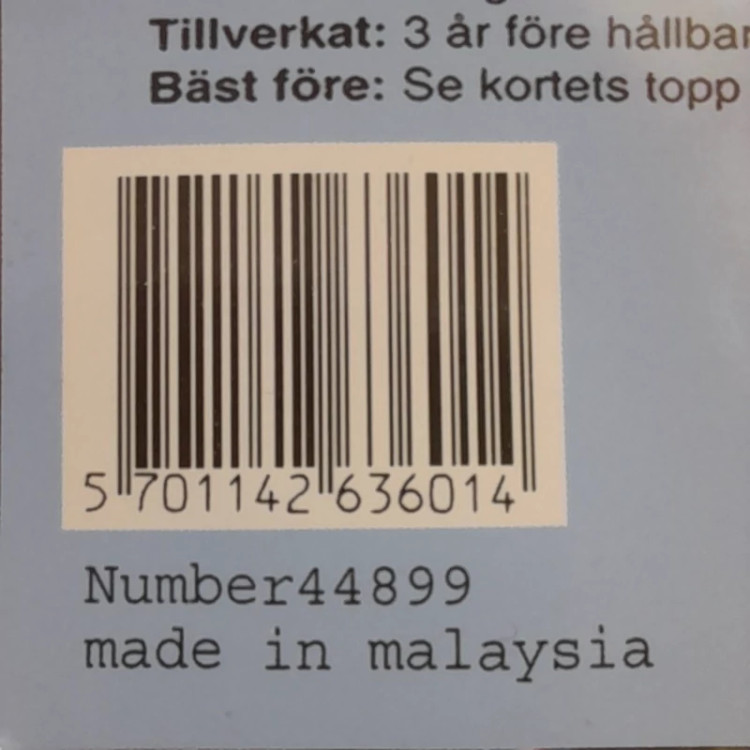 Tillverkat: 3 år före hållbar
Bäst före: Se kortets topp
5 701142 636014
Number44899
made in malaysia